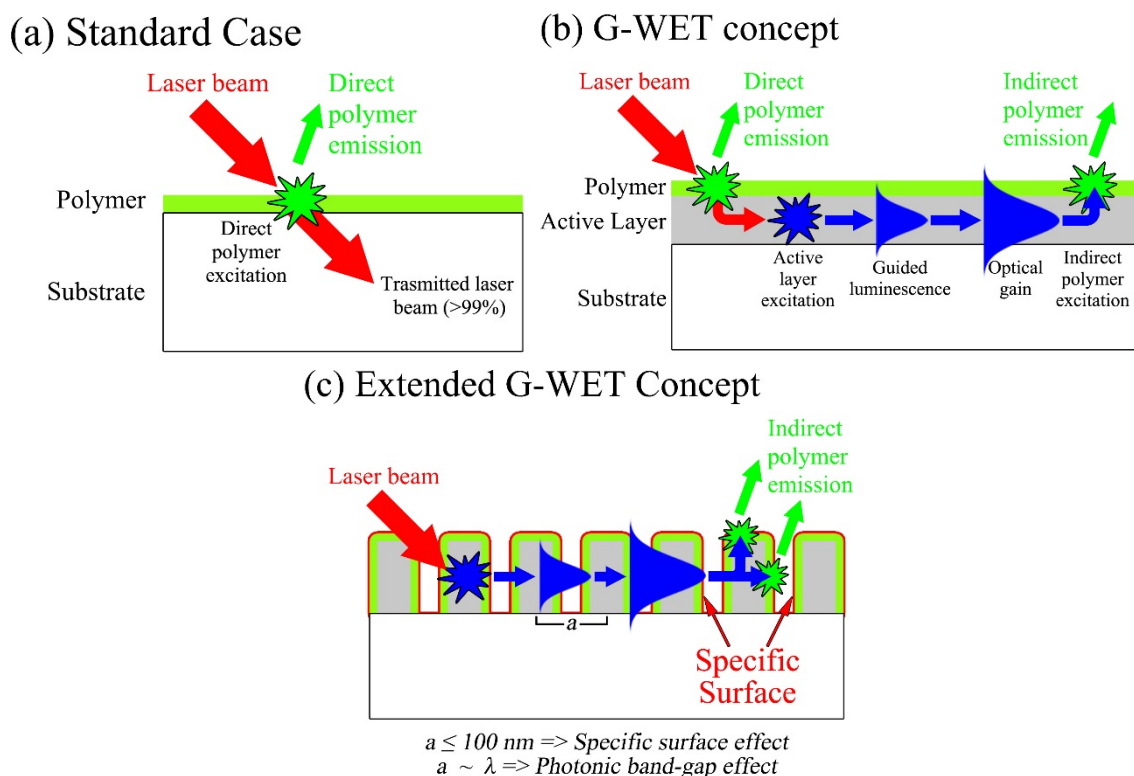 (a) Standard Case
Laser beam
Direct
polymer
emission
Polymer
Direct
polymer
excitation
Trasmitted laser
beam (>99%)
Substrate
(b) G-WET concept
Laser beam
Direct
polymer
emission
Indirect
polymer
emission
Polymer
Active Layer
Active
layer
excitation
Guided
luminescence
Optical
gain
Indirect
polymer
excitation
Substrate
(c) Extended G-WET Concept
Laser beam
Indirect
polymer
emission
a
Specific
Surface
a ≤ 100 nm => Specific surface effect
a ~ λ => Photonic band-gap effect